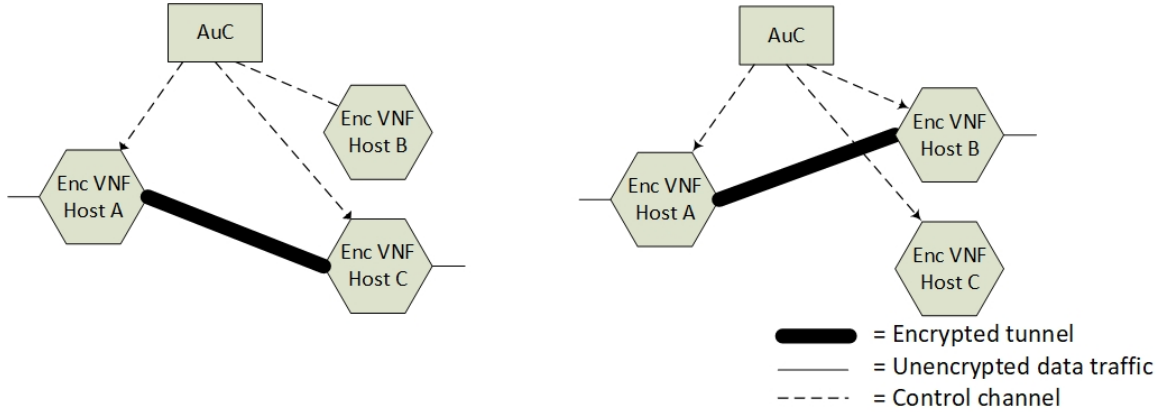 AuC
Enc VNF
Host B
Enc VNF
Host A
Enc VNF
Host C
AuC
Enc VNF
Host B
Enc VNF
Host A
Enc VNF
Host C
= Encrypted tunnel
= Unencrypted data traffic
= Control channel